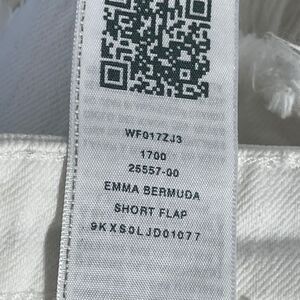 WF017ZJ3
1700
25557-00
EMMA BERMUDA
SHORT FLAP
9KXS0LJD01077